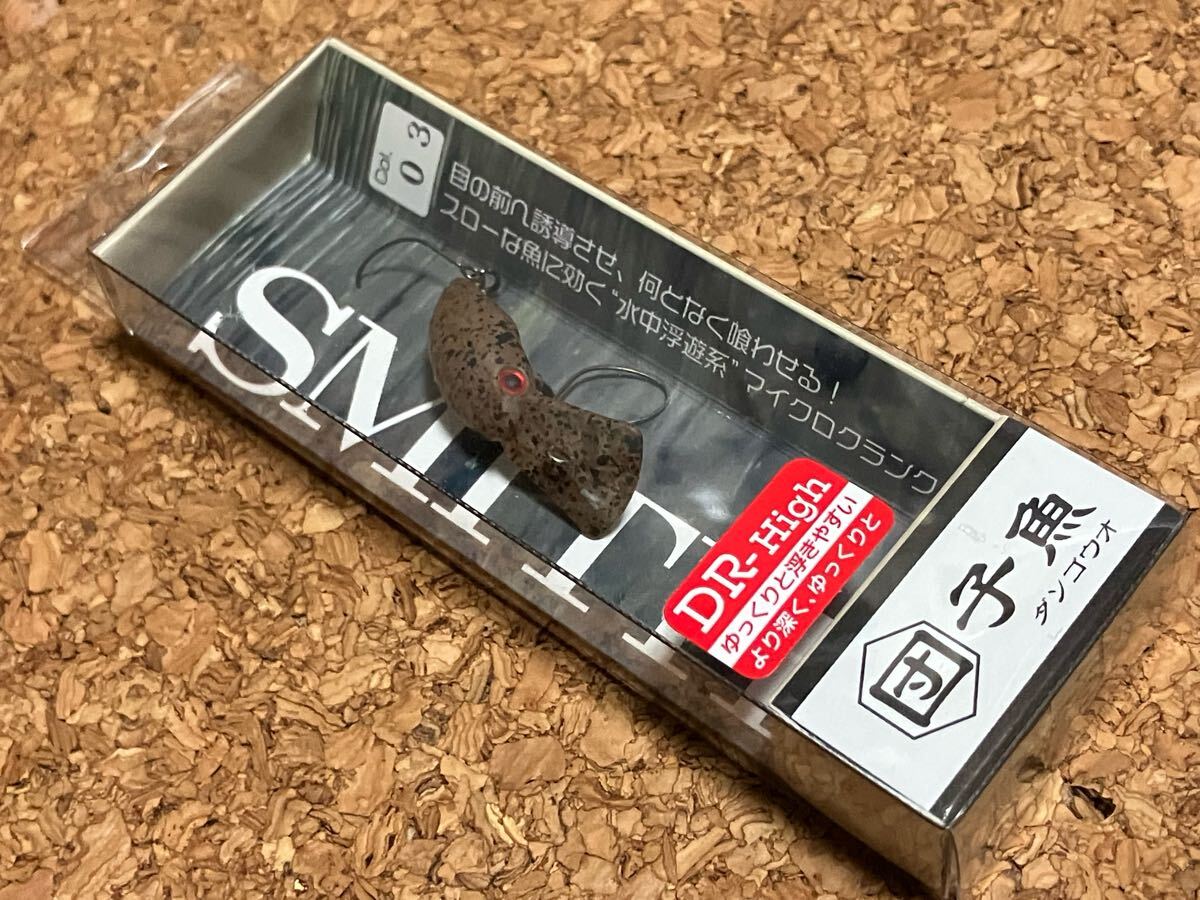 Col.
03
目の前へ誘導させ、何となく喰わせる！
スローな魚に効く"水中浮遊系"マイクロクランク
SMITH
DR-High
ゆっくりと浮きやすい
より深く、ゆっくりと
団子魚
ダンゴウオ